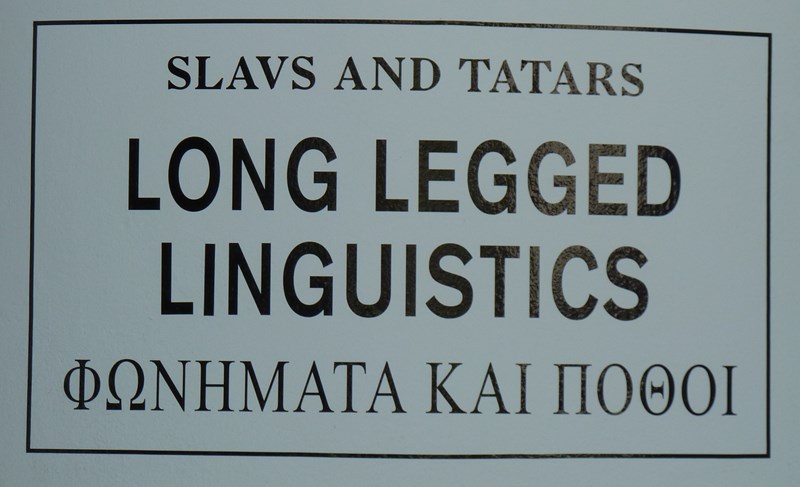 SLAVS AND TATARS
LONG LEGGED
LINGUISTICS
ΦΩΝΗΜΑΤΑ ΚΑΙ ΠΟΘΟΙ